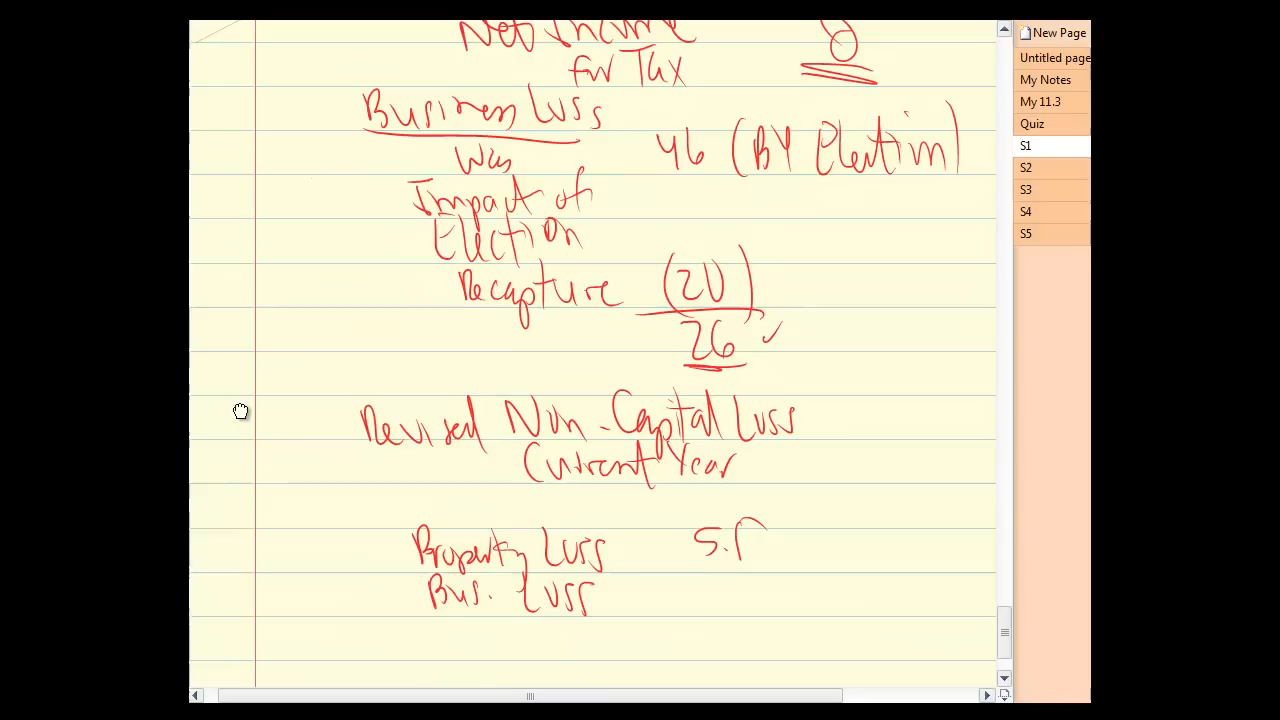 Net Income
for Tax
Business Loss
Was 46 (BY Election)
Impact of
Election
Recapture (20)
26
Revised Non-Capital Loss
Current Year
Property Loss 5.
Bus. Loss
New Page
Untitled page
My Notes
My 11.3
Quiz
S1
S2
S3
S4
S5